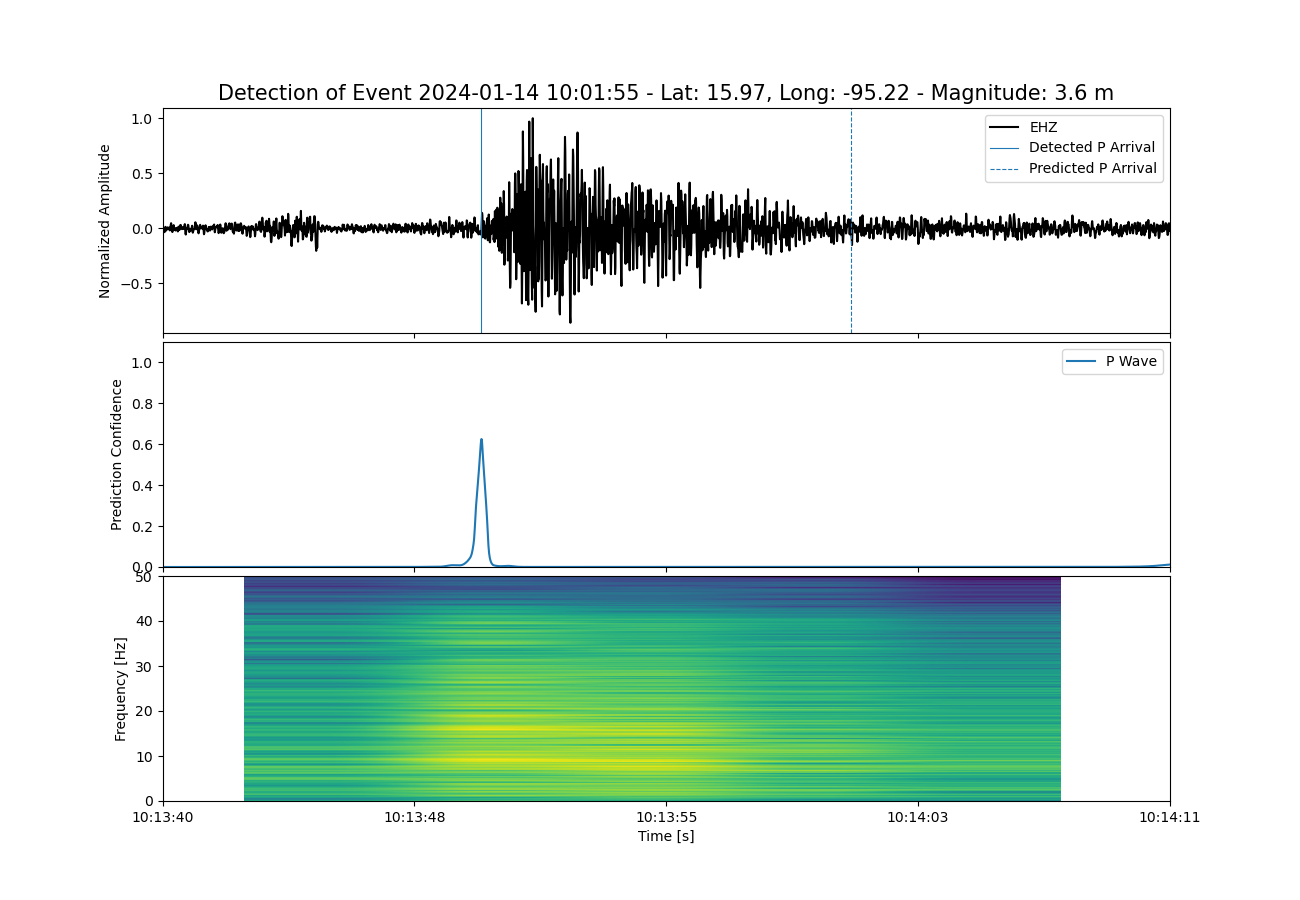 Detection of Event 2024-01-14 10:01:55 - Lat: 15.97, Long: -95.22 - Magnitude: 3.6 m
Normalized Amplitude
1.0
0.5
0.0
−0.5
EHZ
Detected P Arrival
Predicted P Arrival
Prediction Confidence
1.0
0.8
0.6
0.4
0.2
0.0
P Wave
Frequency [Hz]
50
40
30
20
10
0
10:13:40 10:13:48 10:13:55 10:14:03 10:14:11
Time [s]